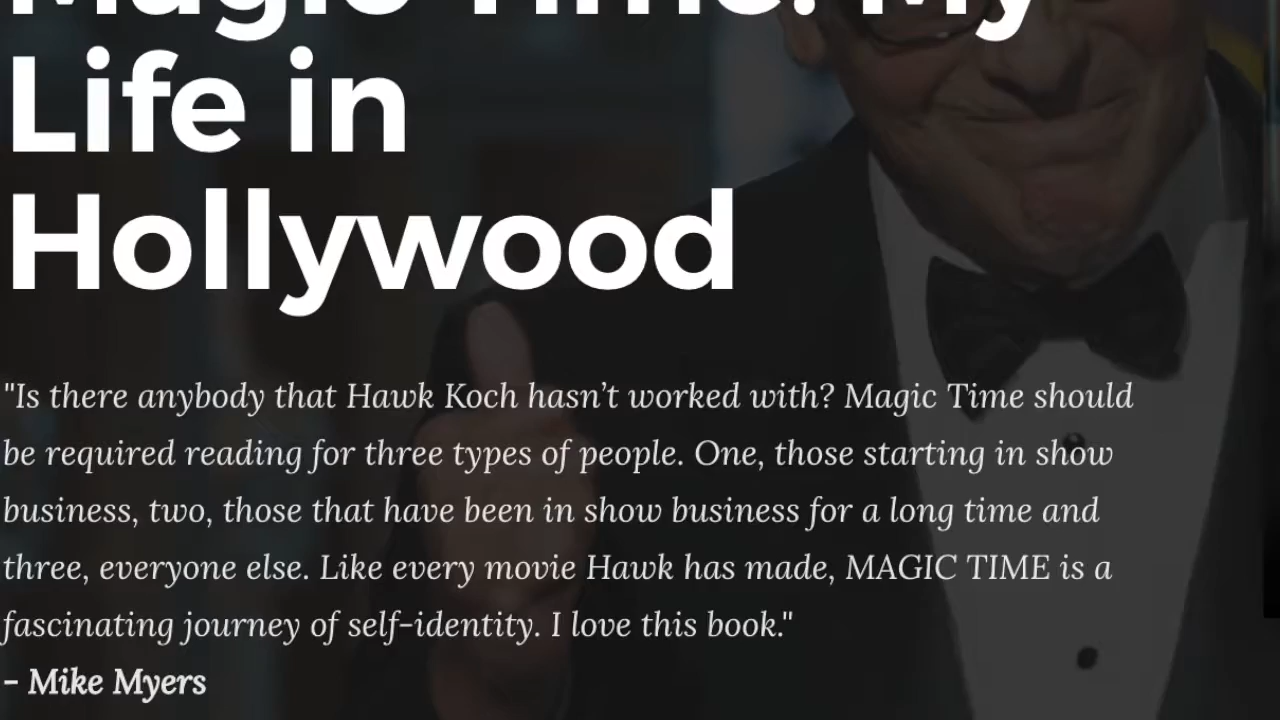 Magic Time: My
Life in
Hollywood
"Is there anybody that Hawk Koch hasn’t worked with? Magic Time should
be required reading for three types of people. One, those starting in show
business, two, those that have been in show business for a long time and
three, everyone else. Like every movie Hawk has made, MAGIC TIME is a
fascinating journey of self-identity. I love this book."
– Mike Myers